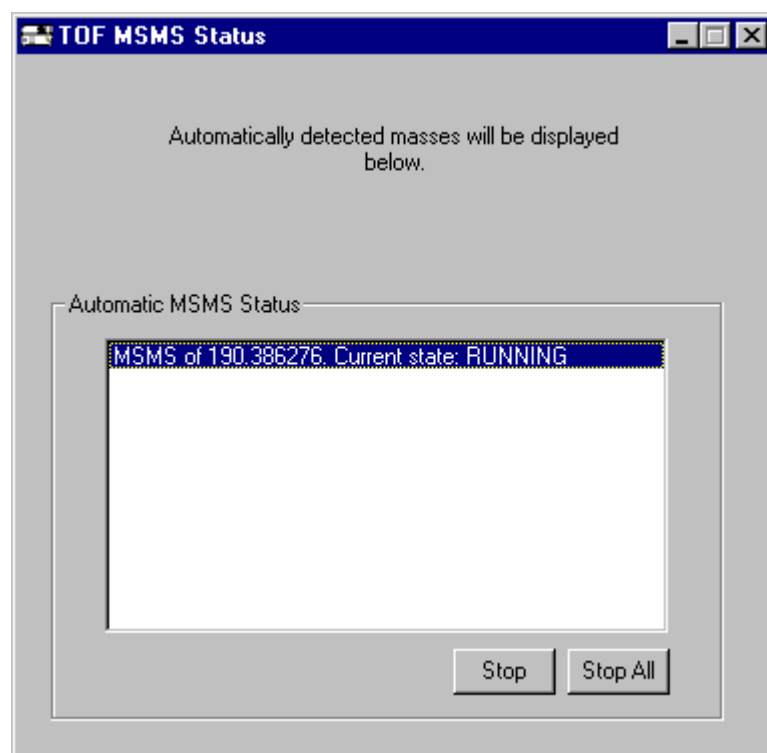 TOF MSMS Status
Automatically detected masses will be displayed
below.
Automatic MSMS Status
MSMS of 190.386276. Current state: RUNNING
Stop
Stop All